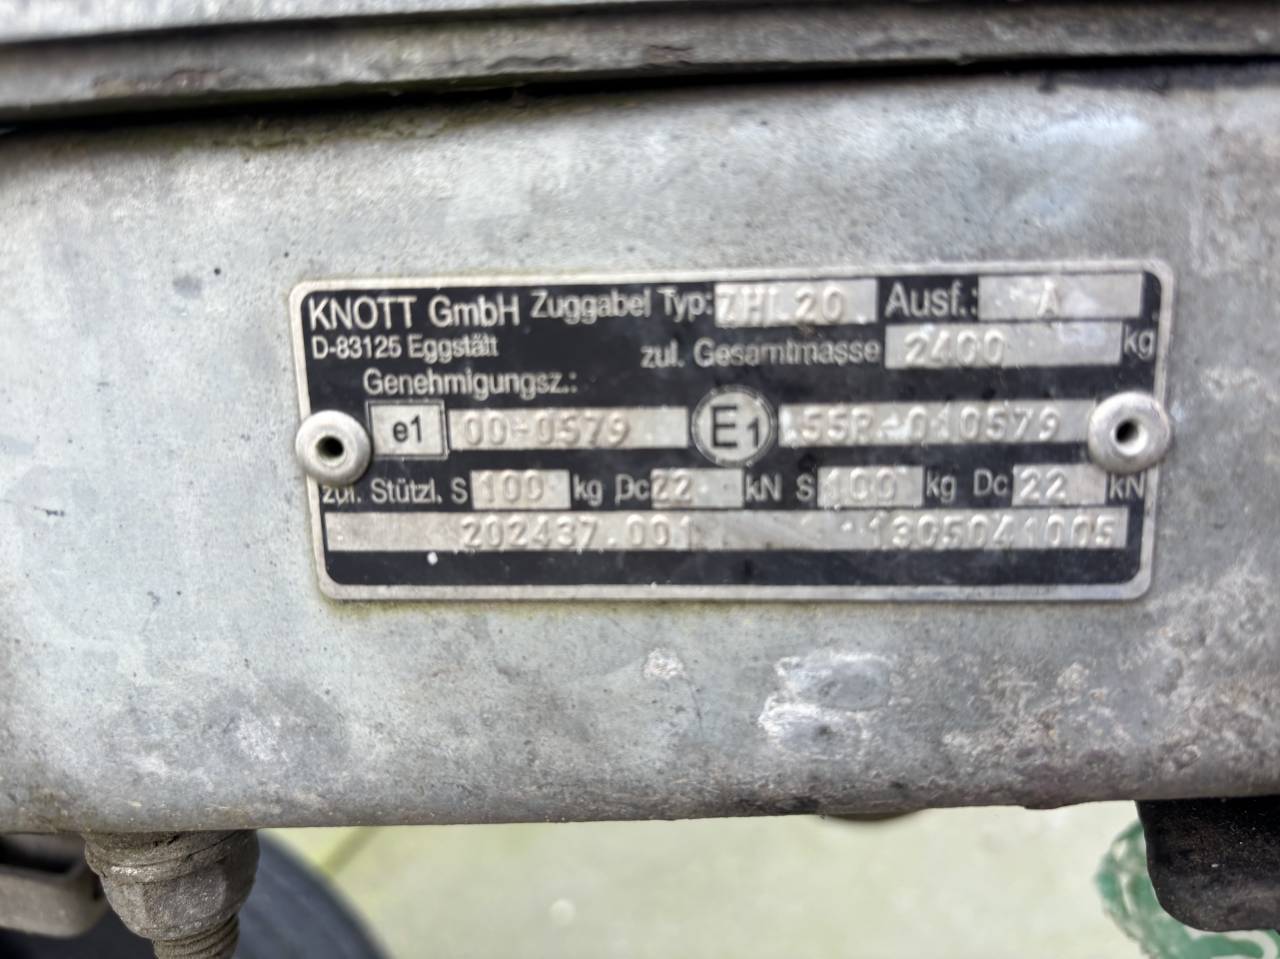 KNOTT GmbH Zuggabel Typ: ZHL20 Ausf.: A
D-83125 Eggstätt zul. Gesamtmasse 2400 kg
Genehmigungsz.:
e1 00-0579 E1 55R-010579
zul. Stützl. S 100 kg Dc 22 kN S 100 kg Dc 22 kN
202437.001 1305041005